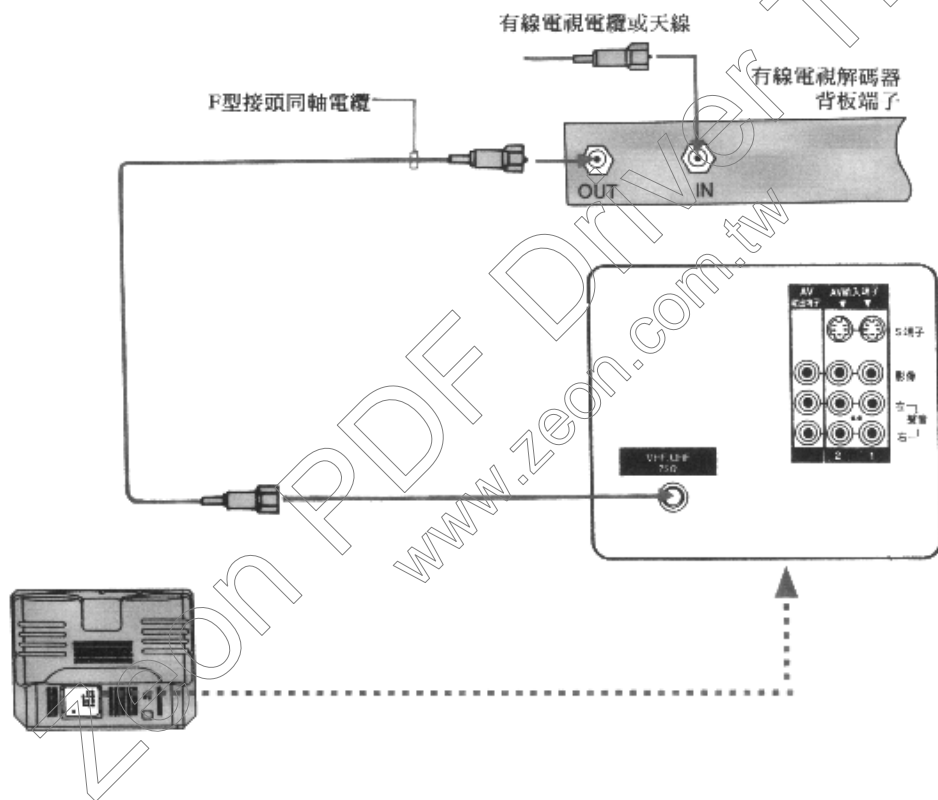 有線電視電纜或天線
有線電視解碼器
背板端子
F型接頭同軸電纜
OUT
IN
AV
AV輸入端子
S端子
影像
左
聲音
右
2
1
VHF/UHF
75Ω
Zeon PDF Driver T
www.zeon.com.tw